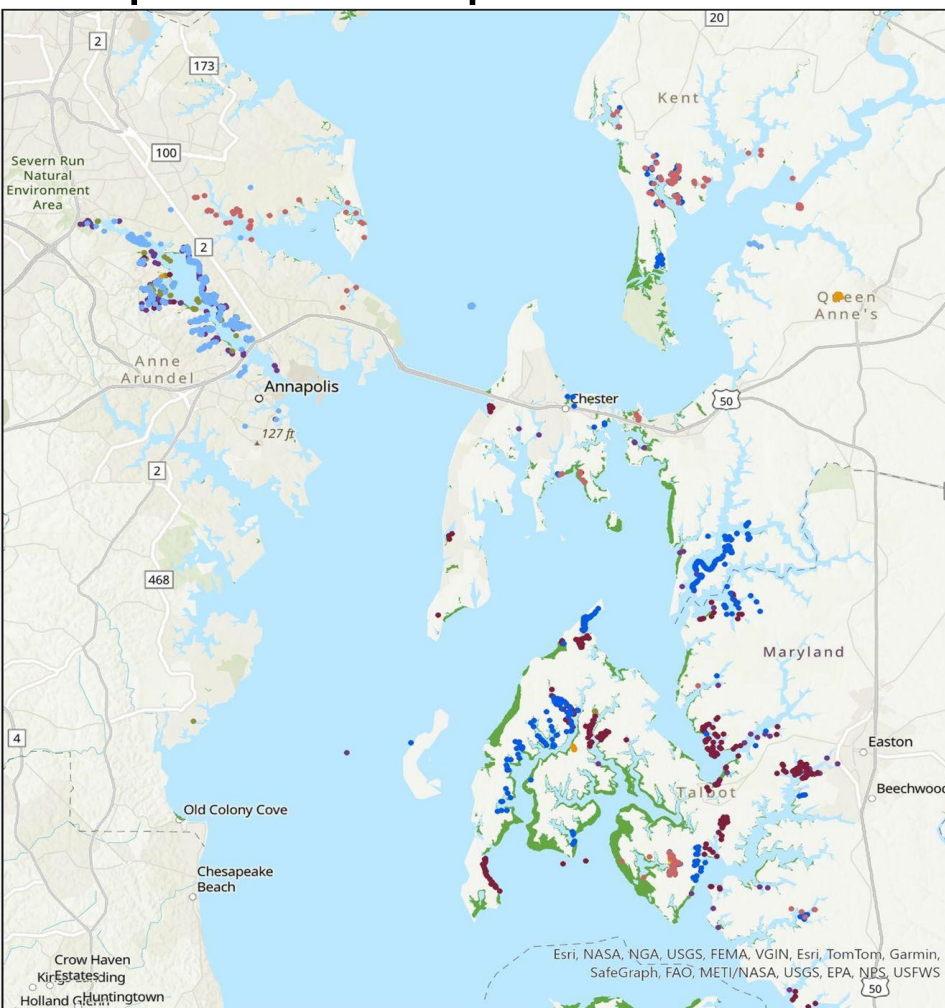 2
20
173
Kent
100
Severn Run
Natural
Environment
Area
2
Queen
Anne's
Anne
Arundel
Annapolis
Chester
50
127 ft
2
468
Maryland
4
Easton
Talbot
Beechwood
Old Colony Cove
Chesapeake
Beach
Esri, NASA, NGA, USGS, FEMA, VGIN, Esri, TomTom, Garmin,
SafeGraph, FAO, METI/NASA, USGS, EPA, NPS, USFWS
Crow Haven
Estates
50
Huntingtown
Holland